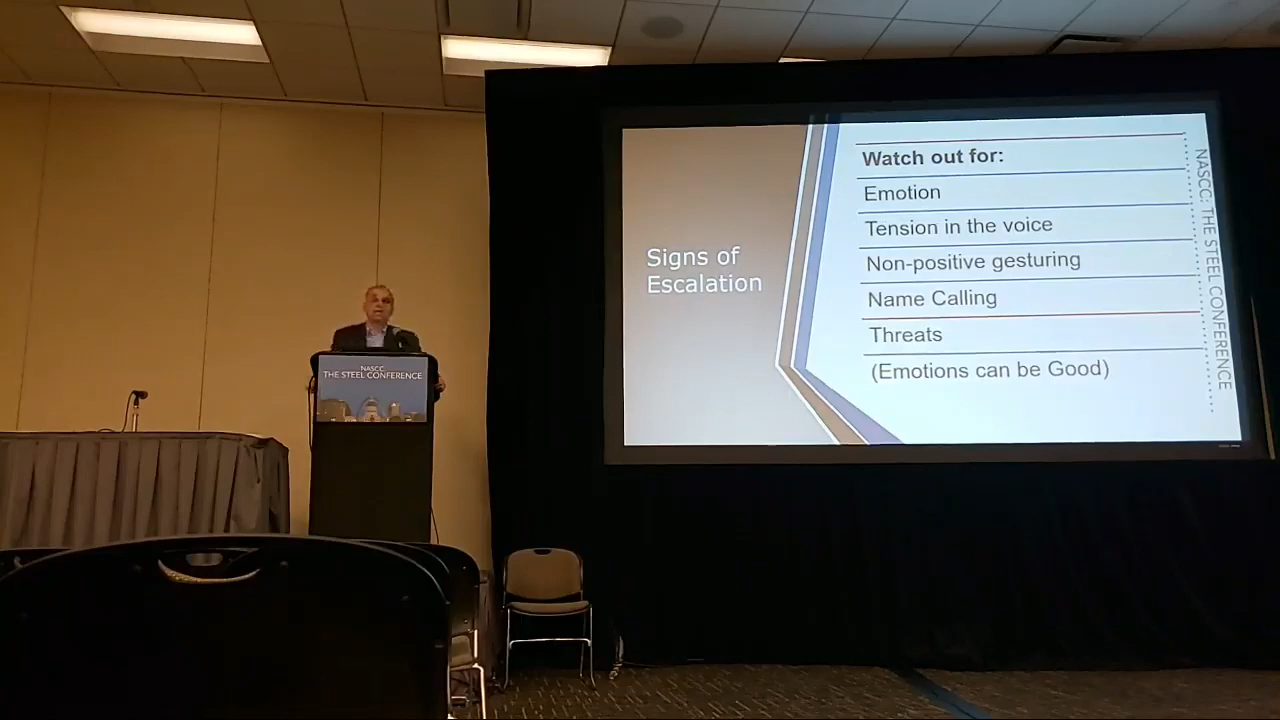 NASCC:
THE STEEL CONFERENCE
Signs of
Escalation
Watch out for:
Emotion
Tension in the voice
Non-positive gesturing
Name Calling
Threats
(Emotions can be Good)
NASCC: THE STEEL CONFERENCE